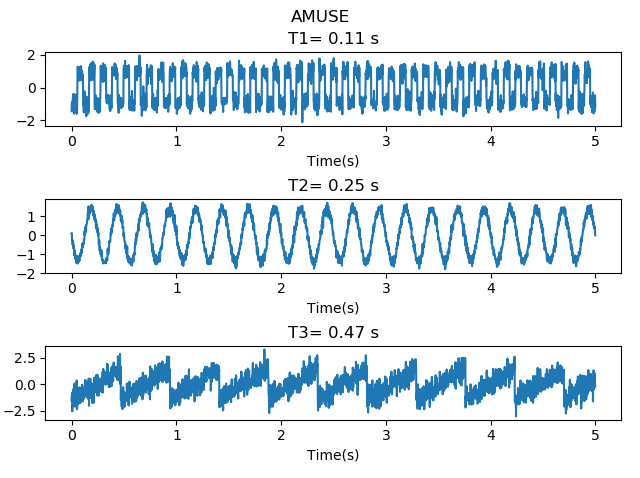 AMUSE
T1= 0.11 s
2
0
−2
0 1 2 3 4 5
Time(s)
T2= 0.25 s
1
0
−1
−2
0 1 2 3 4 5
Time(s)
T3= 0.47 s
2.5
0.0
−2.5
0 1 2 3 4 5
Time(s)